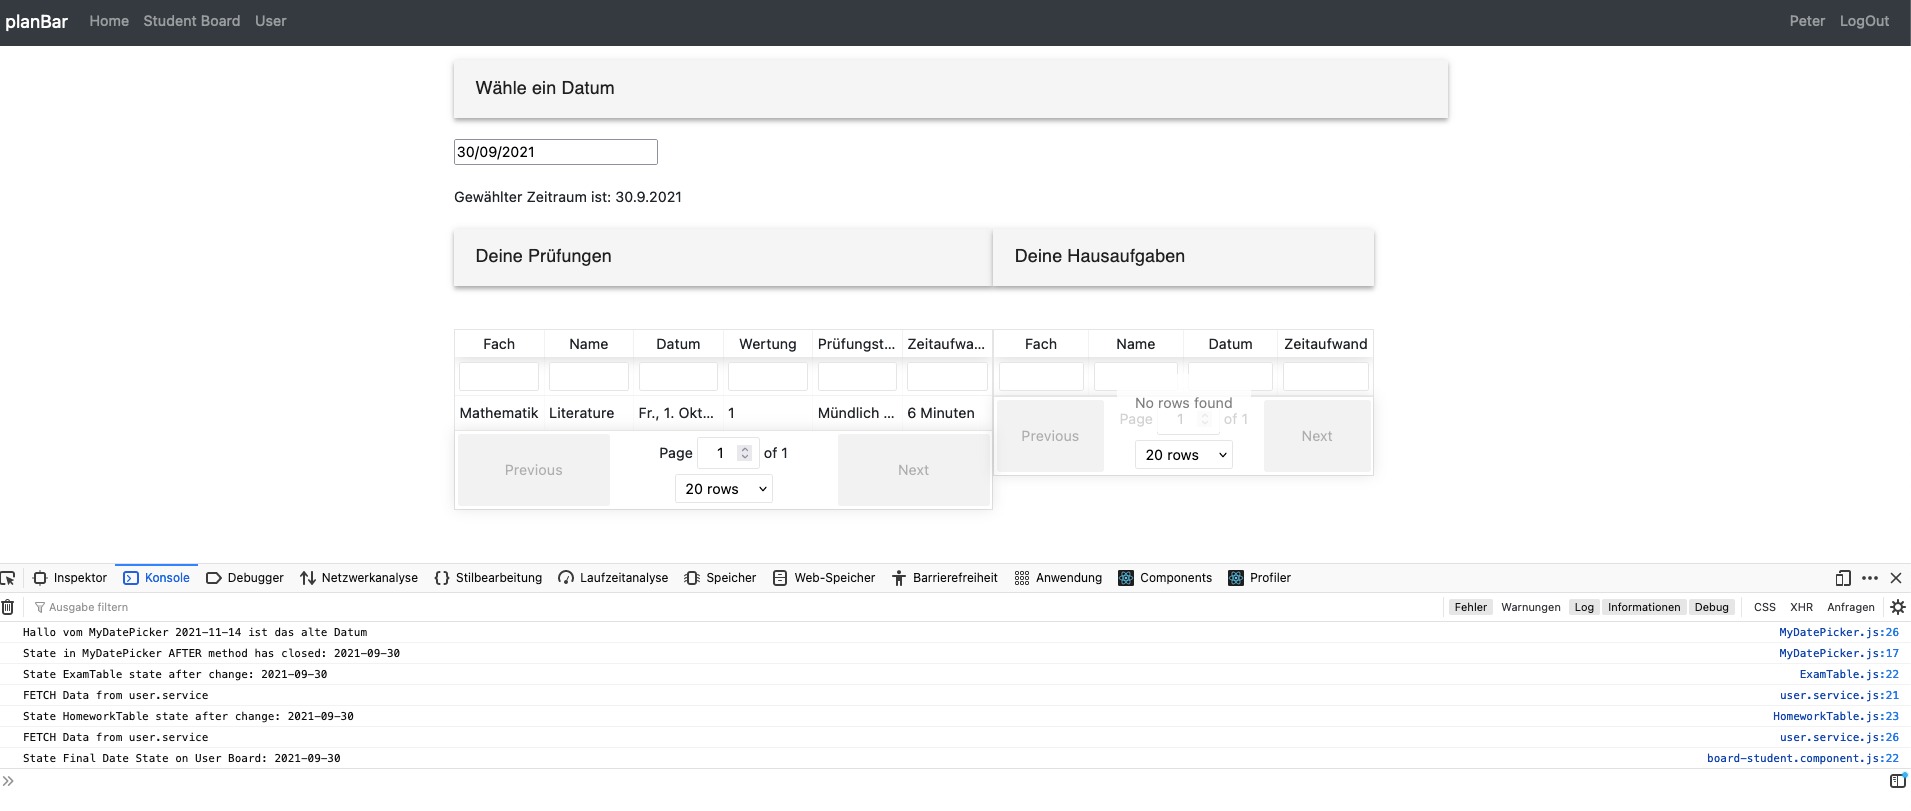 planBar Home Student Board User Peter LogOut
Wähle ein Datum
30/09/2021
Gewählter Zeitraum ist: 30.9.2021
Deine Prüfungen Deine Hausaufgaben
Fach Name Datum Wertung Prüfungst... Zeitaufwa... Fach Name Datum Zeitaufwand
Mathematik Literature Fr., 1. Okt... 1 Mündlich ... 6 Minuten No rows found
Previous Page 1 of 1 Next Previous Page 1 of 1 Next
20 rows 20 rows
Inspektor Konsole Debugger Netzwerkanalyse Stilbearbeitung Laufzeitanalyse Speicher Web-Speicher Barrierefreiheit Anwendung Components Profiler
Ausgabe filtern Fehler Warnungen Log Informationen Debug CSS XHR Anfragen
Hallo vom MyDatePicker 2021-11-14 ist das alte Datum MyDatePicker.js:26
State in MyDatePicker AFTER method has closed: 2021-09-30 MyDatePicker.js:17
State ExamTable state after change: 2021-09-30 ExamTable.js:22
FETCH Data from user.service user.service.js:21
State HomeworkTable state after change: 2021-09-30 HomeworkTable.js:23
FETCH Data from user.service user.service.js:26
State Final Date State on User Board: 2021-09-30 board-student.component.js:22